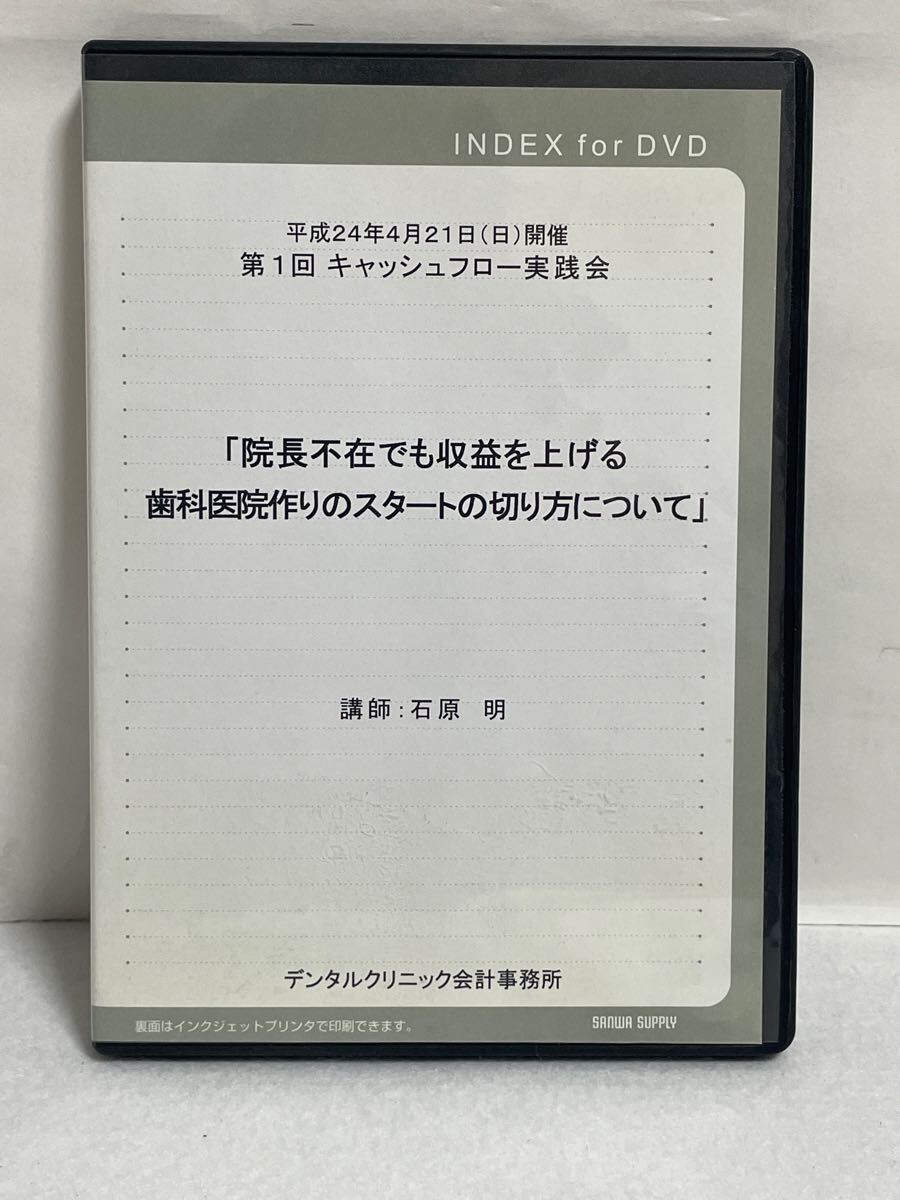 INDEX for DVD
平成24年4月21日(日)開催
第1回 キャッシュフロー実践会
「院長不在でも収益を上げる
歯科医院作りのスタートの切り方について」
講師:石原 明
デンタルクリニック会計事務所
裏面はインクジェットプリンタで印刷できます。
SANWA SUPPLY